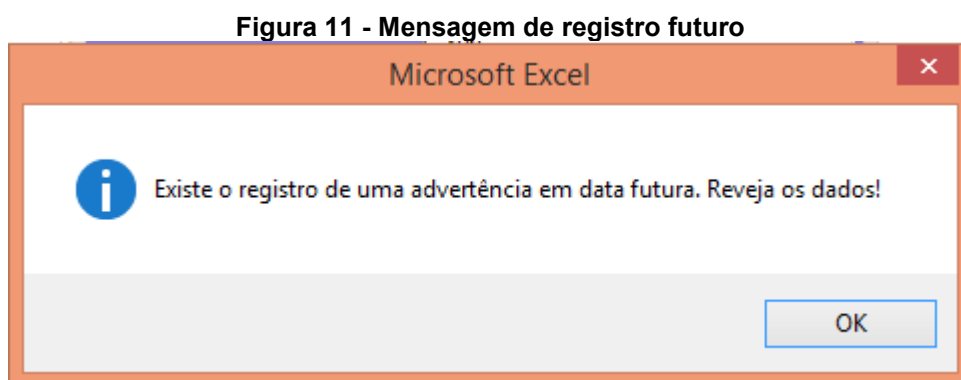 Figura 11 - Mensagem de registro futuro
Microsoft Excel
Existe o registro de uma advertência em data futura. Reveja os dados!
OK